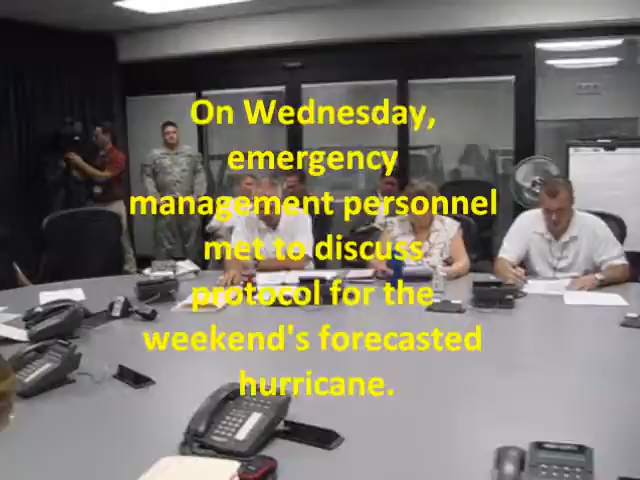 On Wednesday,
emergency
management personnel
met to discuss
protocol for the
weekend's forecasted
hurricane.